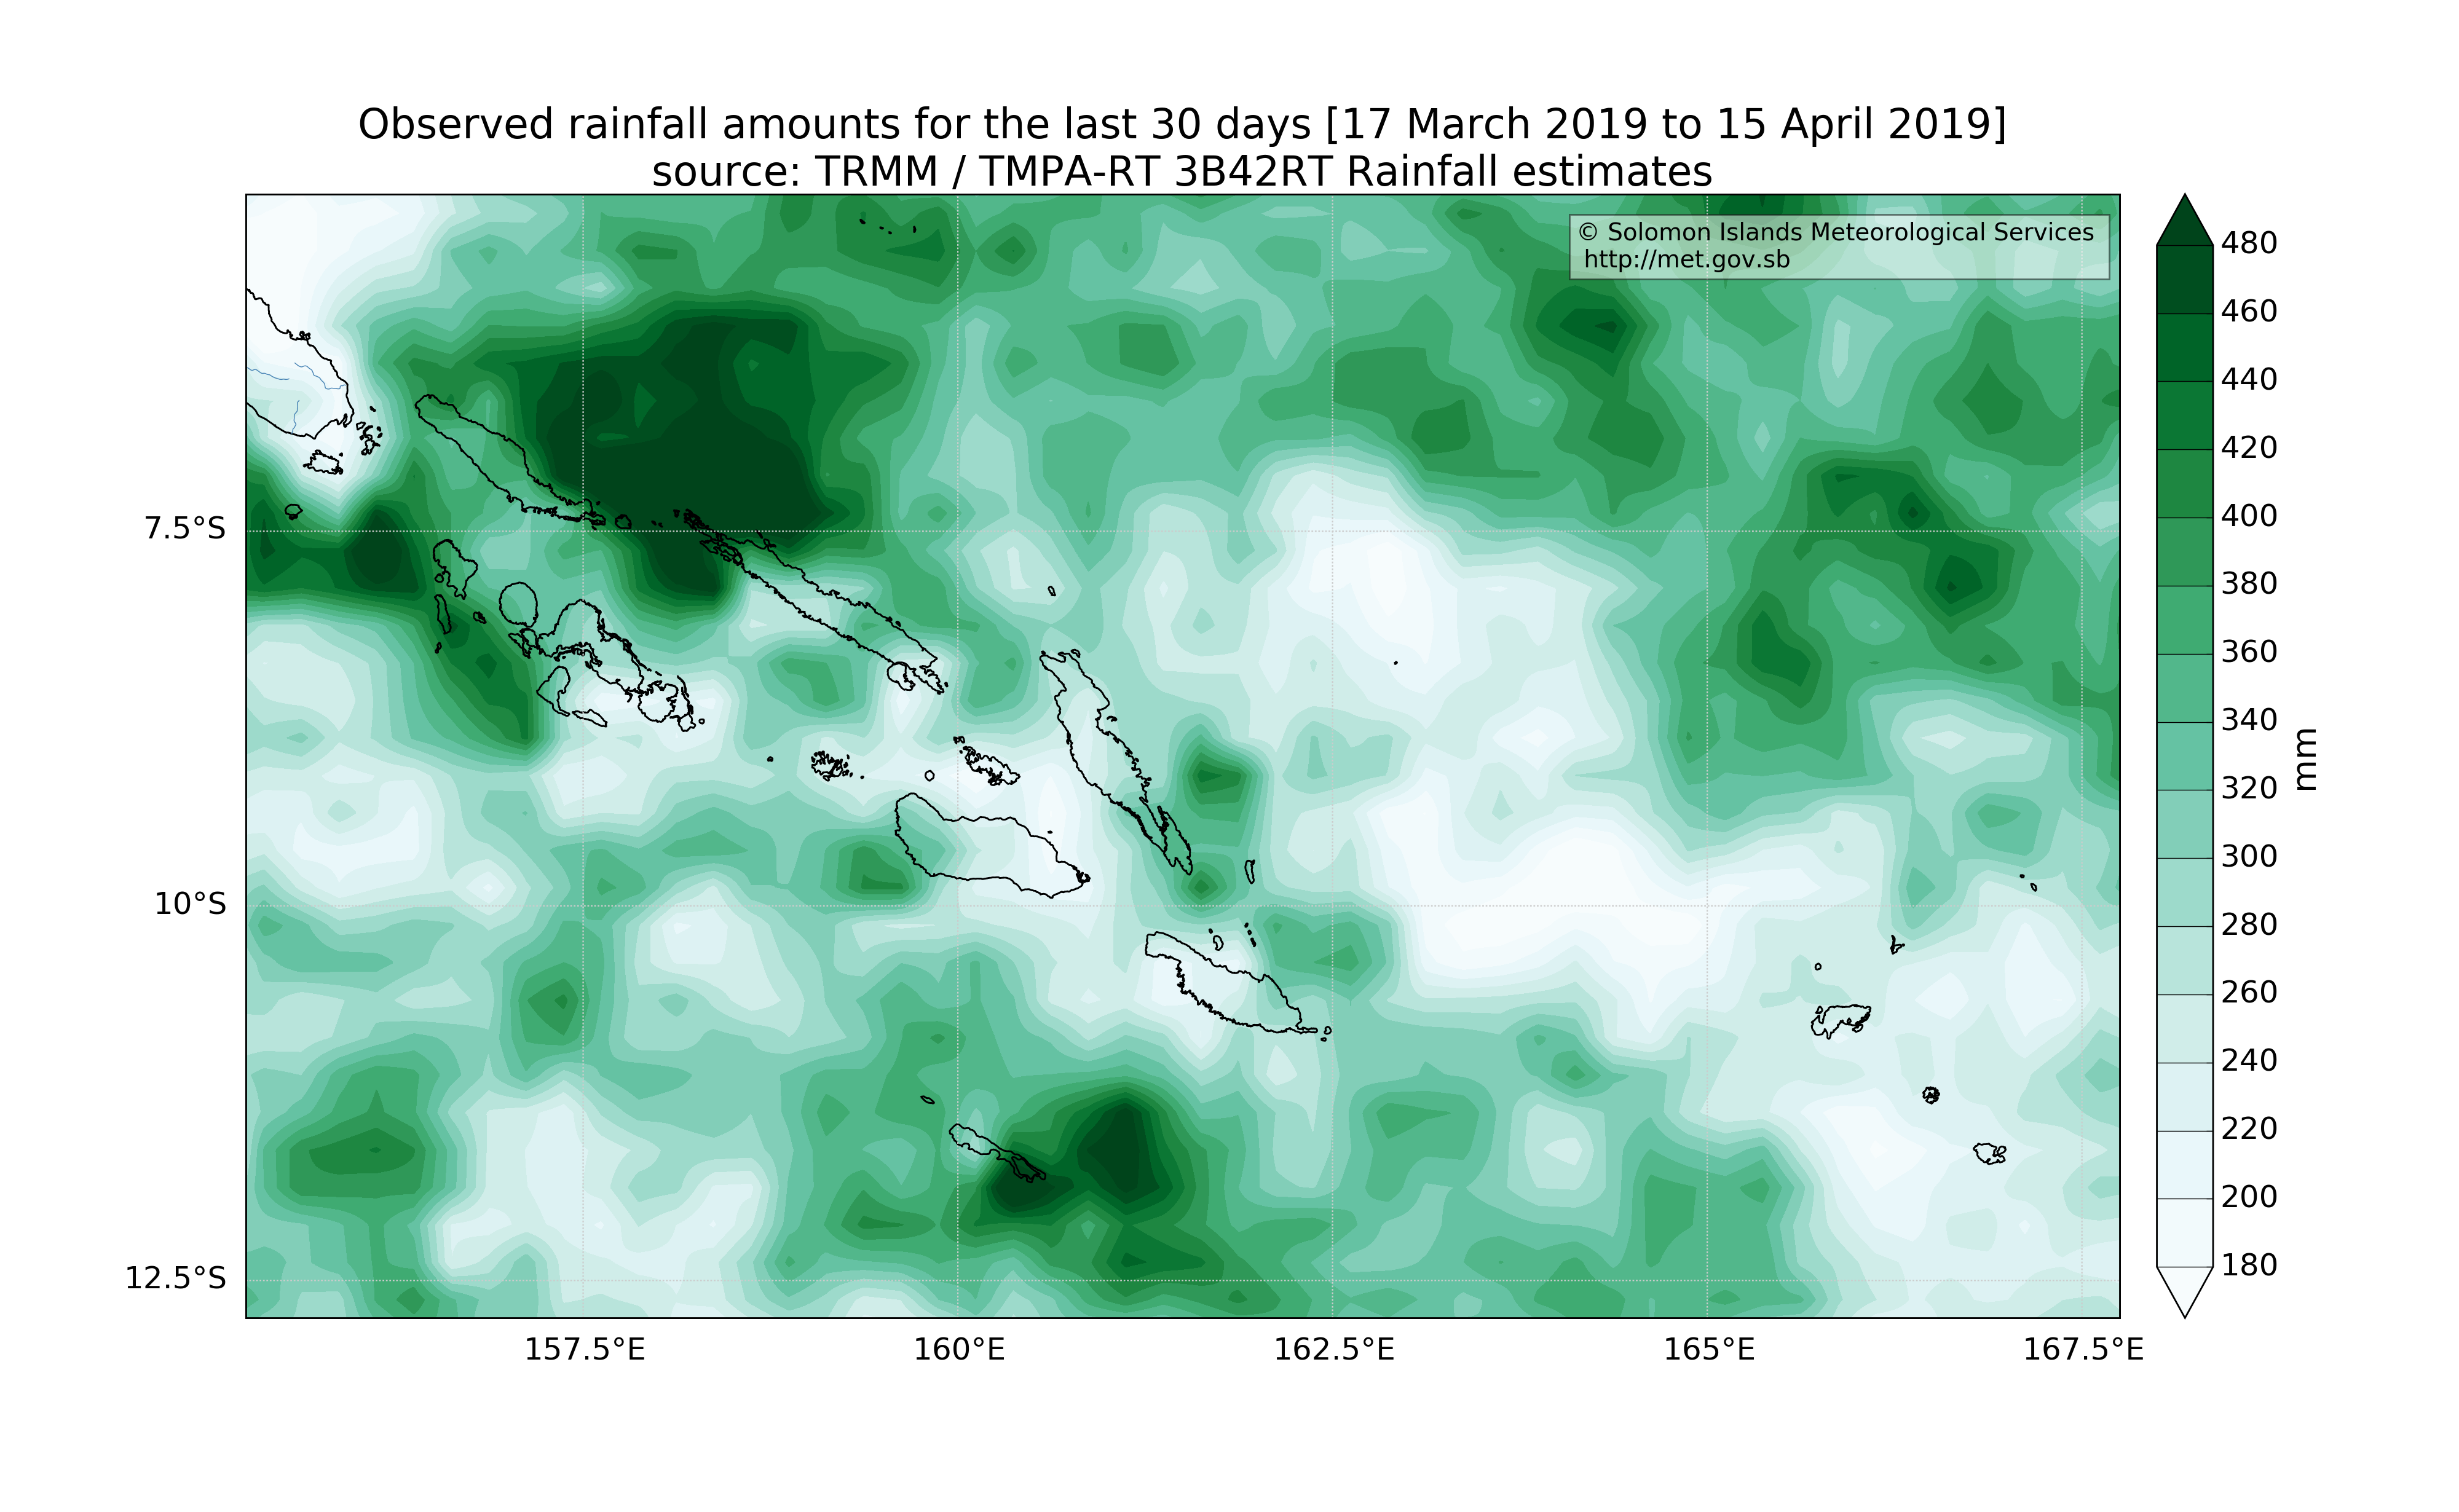 Observed rainfall amounts for the last 30 days [17 March 2019 to 15 April 2019]
source: TRMM / TMPA-RT 3B42RT Rainfall estimates
© Solomon Islands Meteorological Services
http://met.gov.sb
7.5°S
10°S
12.5°S
157.5°E
160°E
162.5°E
165°E
167.5°E
480
460
440
420
400
380
360
340
320
300
280
260
240
220
200
180
mm